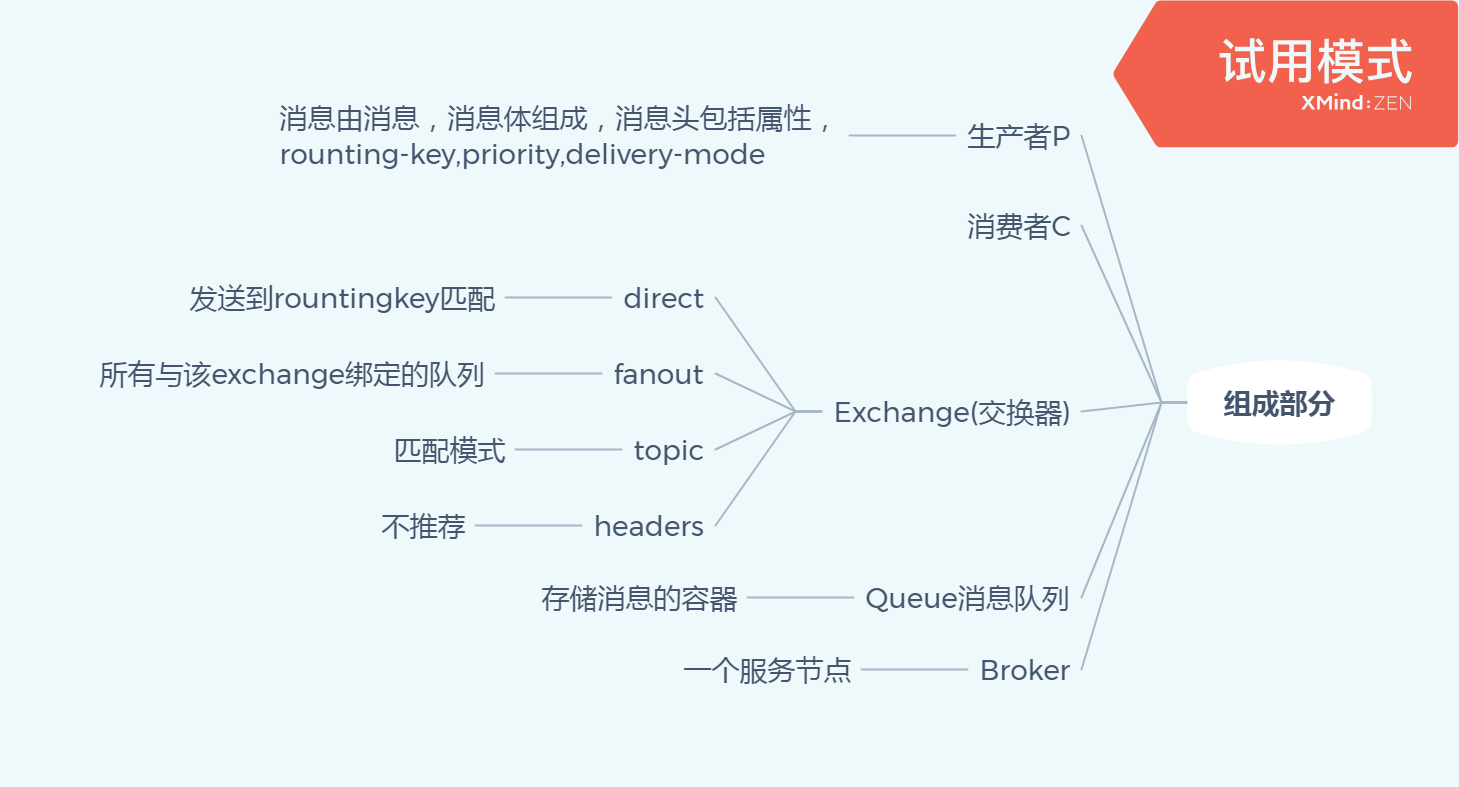 试用模式
XMind:ZEN
消息由消息，消息体组成，消息头包括属性，
rounting-key,priority,delivery-mode
生产者P
消费者C
发送到rountingkey匹配
direct
所有与该exchange绑定的队列
fanout
Exchange(交换器)
组成部分
匹配模式
topic
不推荐
headers
存储消息的容器
Queue消息队列
一个服务节点
Broker